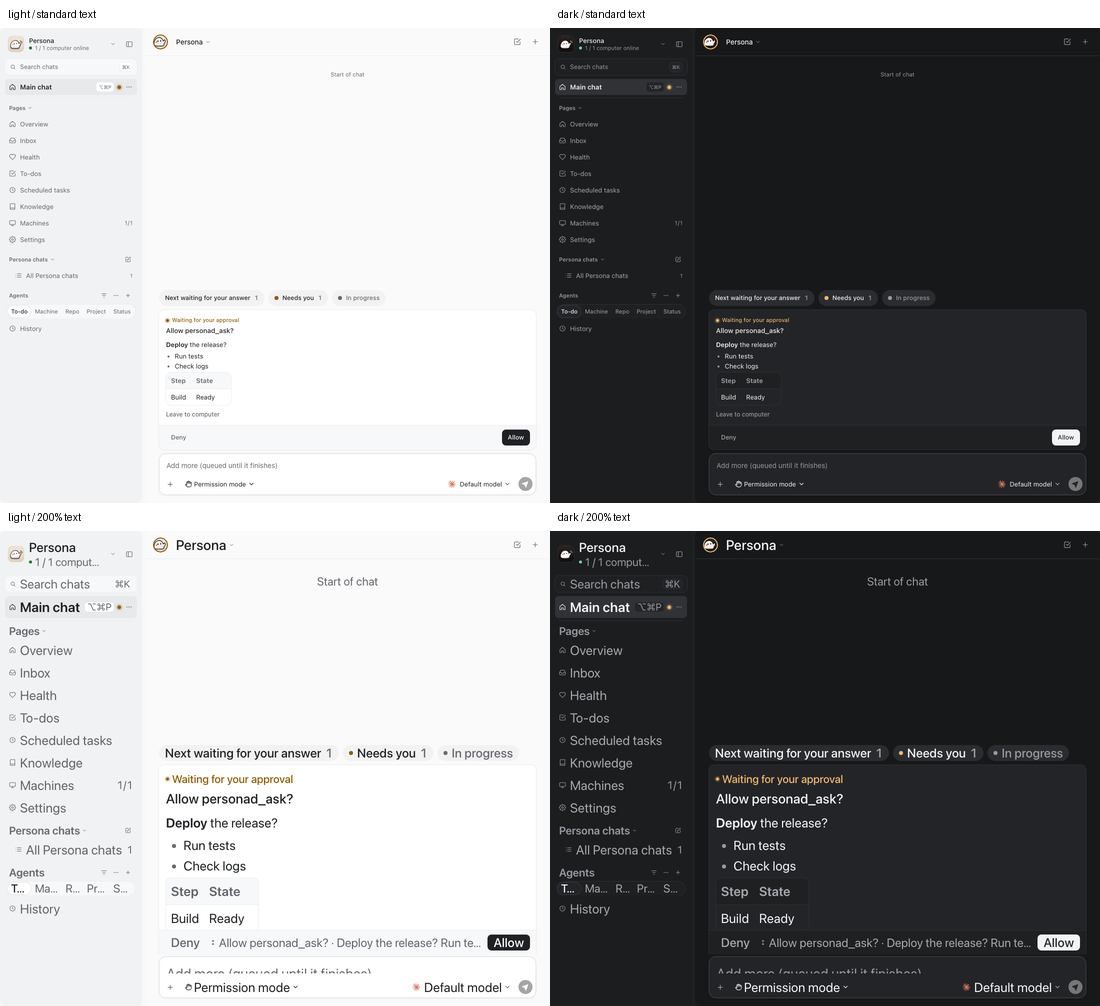 light / standard text
Persona
1 / 1 computer online
Search chats
⌘K
Main chat
⌥⌘P
Pages
Overview
Inbox
Health
To-dos
Scheduled tasks
Knowledge
Machines
1/1
Settings
Persona chats
All Persona chats
1
Agents
To-do Machine Repo Project Status
History
Persona
Start of chat
Next waiting for your answer 1
Needs you 1
In progress
Waiting for your approval
Allow personad_ask?
Deploy the release?
• Run tests
• Check logs
Step State
Build Ready
Leave to computer
Deny
Allow
Add more (queued until it finishes)
Permission mode
Default model
dark / standard text
Persona
1 / 1 computer online
Search chats
⌘K
Main chat
⌥⌘P
Pages
Overview
Inbox
Health
To-dos
Scheduled tasks
Knowledge
Machines
1/1
Settings
Persona chats
All Persona chats
1
Agents
To-do Machine Repo Project Status
History
Persona
Start of chat
Next waiting for your answer 1
Needs you 1
In progress
Waiting for your approval
Allow personad_ask?
Deploy the release?
• Run tests
• Check logs
Step State
Build Ready
Leave to computer
Deny
Allow
Add more (queued until it finishes)
Permission mode
Default model
light / 200% text
Persona
1 / 1 comput...
Search chats
⌘K
Main chat
⌥⌘P
Pages
Overview
Inbox
Health
To-dos
Scheduled tasks
Knowledge
Machines
1/1
Settings
Persona chats
All Persona chats 1
Agents
T... Ma... R... Pr... S...
History
Persona
Start of chat
Next waiting for your answer 1
Needs you 1
In progress
Waiting for your approval
Allow personad_ask?
Deploy the release?
• Run tests
• Check logs
Step State
Build Ready
Deny
Allow personad_ask? · Deploy the release? Run te...
Allow
Add more (queued until it finishes)
Permission mode
Default model
dark / 200% text
Persona
1 / 1 comput...
Search chats
⌘K
Main chat
⌥⌘P
Pages
Overview
Inbox
Health
To-dos
Scheduled tasks
Knowledge
Machines
1/1
Settings
Persona chats
All Persona chats 1
Agents
T... Ma... R... Pr... S...
History
Persona
Start of chat
Next waiting for your answer 1
Needs you 1
In progress
Waiting for your approval
Allow personad_ask?
Deploy the release?
• Run tests
• Check logs
Step State
Build Ready
Deny
Allow personad_ask? · Deploy the release? Run te...
Allow
Add more (queued until it finishes)
Permission mode
Default model